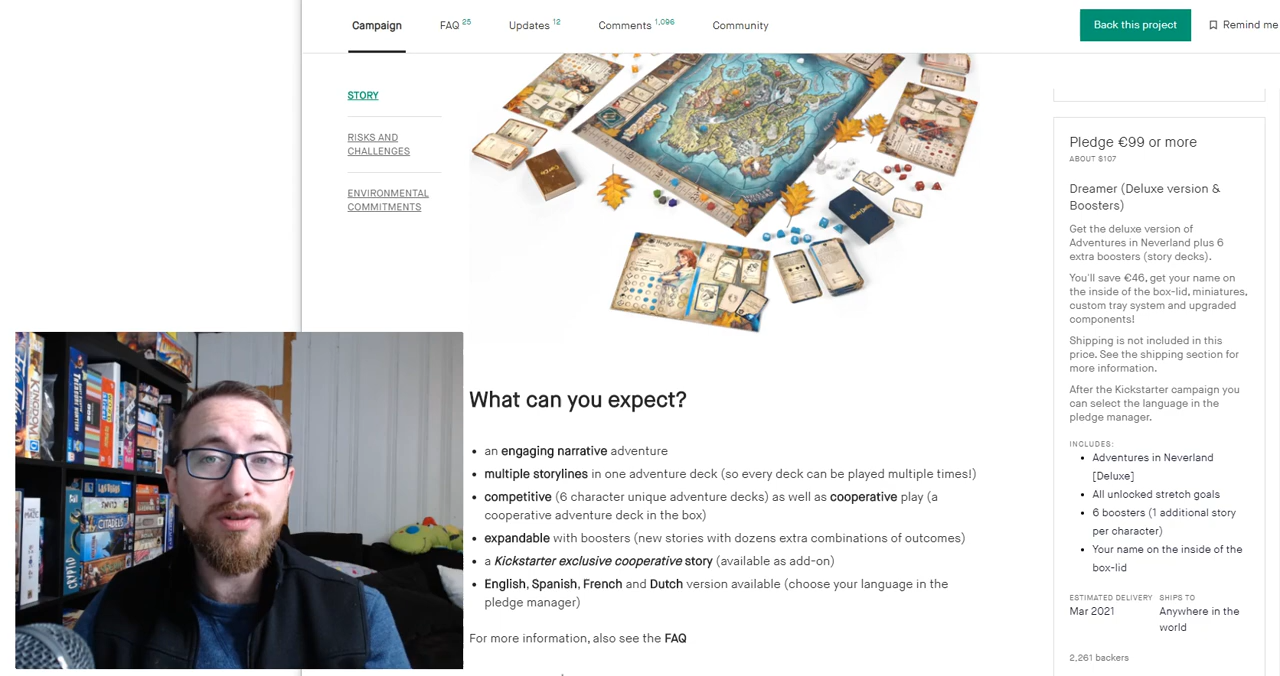 Campaign
FAQ 25
Updates 12
Comments 1,096
Community
Back this project
Remind me
STORY
RISKS AND
CHALLENGES
ENVIRONMENTAL
COMMITMENTS
What can you expect?
• an engaging narrative adventure
• multiple storylines in one adventure deck (so every deck can be played multiple times!)
• competitive (6 character unique adventure decks) as well as cooperative play (a
cooperative adventure deck in the box)
• expandable with boosters (new stories with dozens extra combinations of outcomes)
• a Kickstarter exclusive cooperative story (available as add-on)
• English, Spanish, French and Dutch version available (choose your language in the
pledge manager)
For more information, also see the FAQ
Pledge €99 or more
ABOUT $107
Dreamer (Deluxe version &
Boosters)
Get the deluxe version of
Adventures in Neverland plus 6
extra boosters (story decks).
You'll save €46, get your name on
the inside of the box-lid, miniatures,
custom tray system and upgraded
components!
Shipping is not included in this
price. See the shipping section for
more information.
After the Kickstarter campaign you
can select the language in the
pledge manager.
INCLUDES:
• Adventures in Neverland
[Deluxe]
• All unlocked stretch goals
• 6 boosters (1 additional story
per character)
• Your name on the inside of the
box-lid
ESTIMATED DELIVERY
Mar 2021
SHIPS TO
Anywhere in the
world
2,261 backers
KINGDOM
CITADELS
CRYPTID